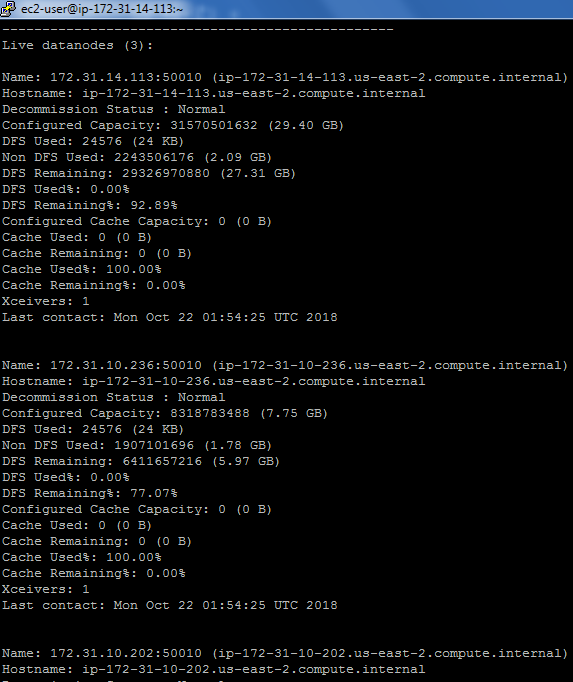 ec2-user@ip-172-31-14-113:~
-------------------------------------------------
Live datanodes (3):
Name: 172.31.14.113:50010 (ip-172-31-14-113.us-east-2.compute.internal)
Hostname: ip-172-31-14-113.us-east-2.compute.internal
Decommission Status : Normal
Configured Capacity: 31570501632 (29.40 GB)
DFS Used: 24576 (24 KB)
Non DFS Used: 2243506176 (2.09 GB)
DFS Remaining: 29326970880 (27.31 GB)
DFS Used%: 0.00%
DFS Remaining%: 92.89%
Configured Cache Capacity: 0 (0 B)
Cache Used: 0 (0 B)
Cache Remaining: 0 (0 B)
Cache Used%: 100.00%
Cache Remaining%: 0.00%
Xceivers: 1
Last contact: Mon Oct 22 01:54:25 UTC 2018
Name: 172.31.10.236:50010 (ip-172-31-10-236.us-east-2.compute.internal)
Hostname: ip-172-31-10-236.us-east-2.compute.internal
Decommission Status : Normal
Configured Capacity: 8318783488 (7.75 GB)
DFS Used: 24576 (24 KB)
Non DFS Used: 1907101696 (1.78 GB)
DFS Remaining: 6411657216 (5.97 GB)
DFS Used%: 0.00%
DFS Remaining%: 77.07%
Configured Cache Capacity: 0 (0 B)
Cache Used: 0 (0 B)
Cache Remaining: 0 (0 B)
Cache Used%: 100.00%
Cache Remaining%: 0.00%
Xceivers: 1
Last contact: Mon Oct 22 01:54:25 UTC 2018
Name: 172.31.10.202:50010 (ip-172-31-10-202.us-east-2.compute.internal)
Hostname: ip-172-31-10-202.us-east-2.compute.internal